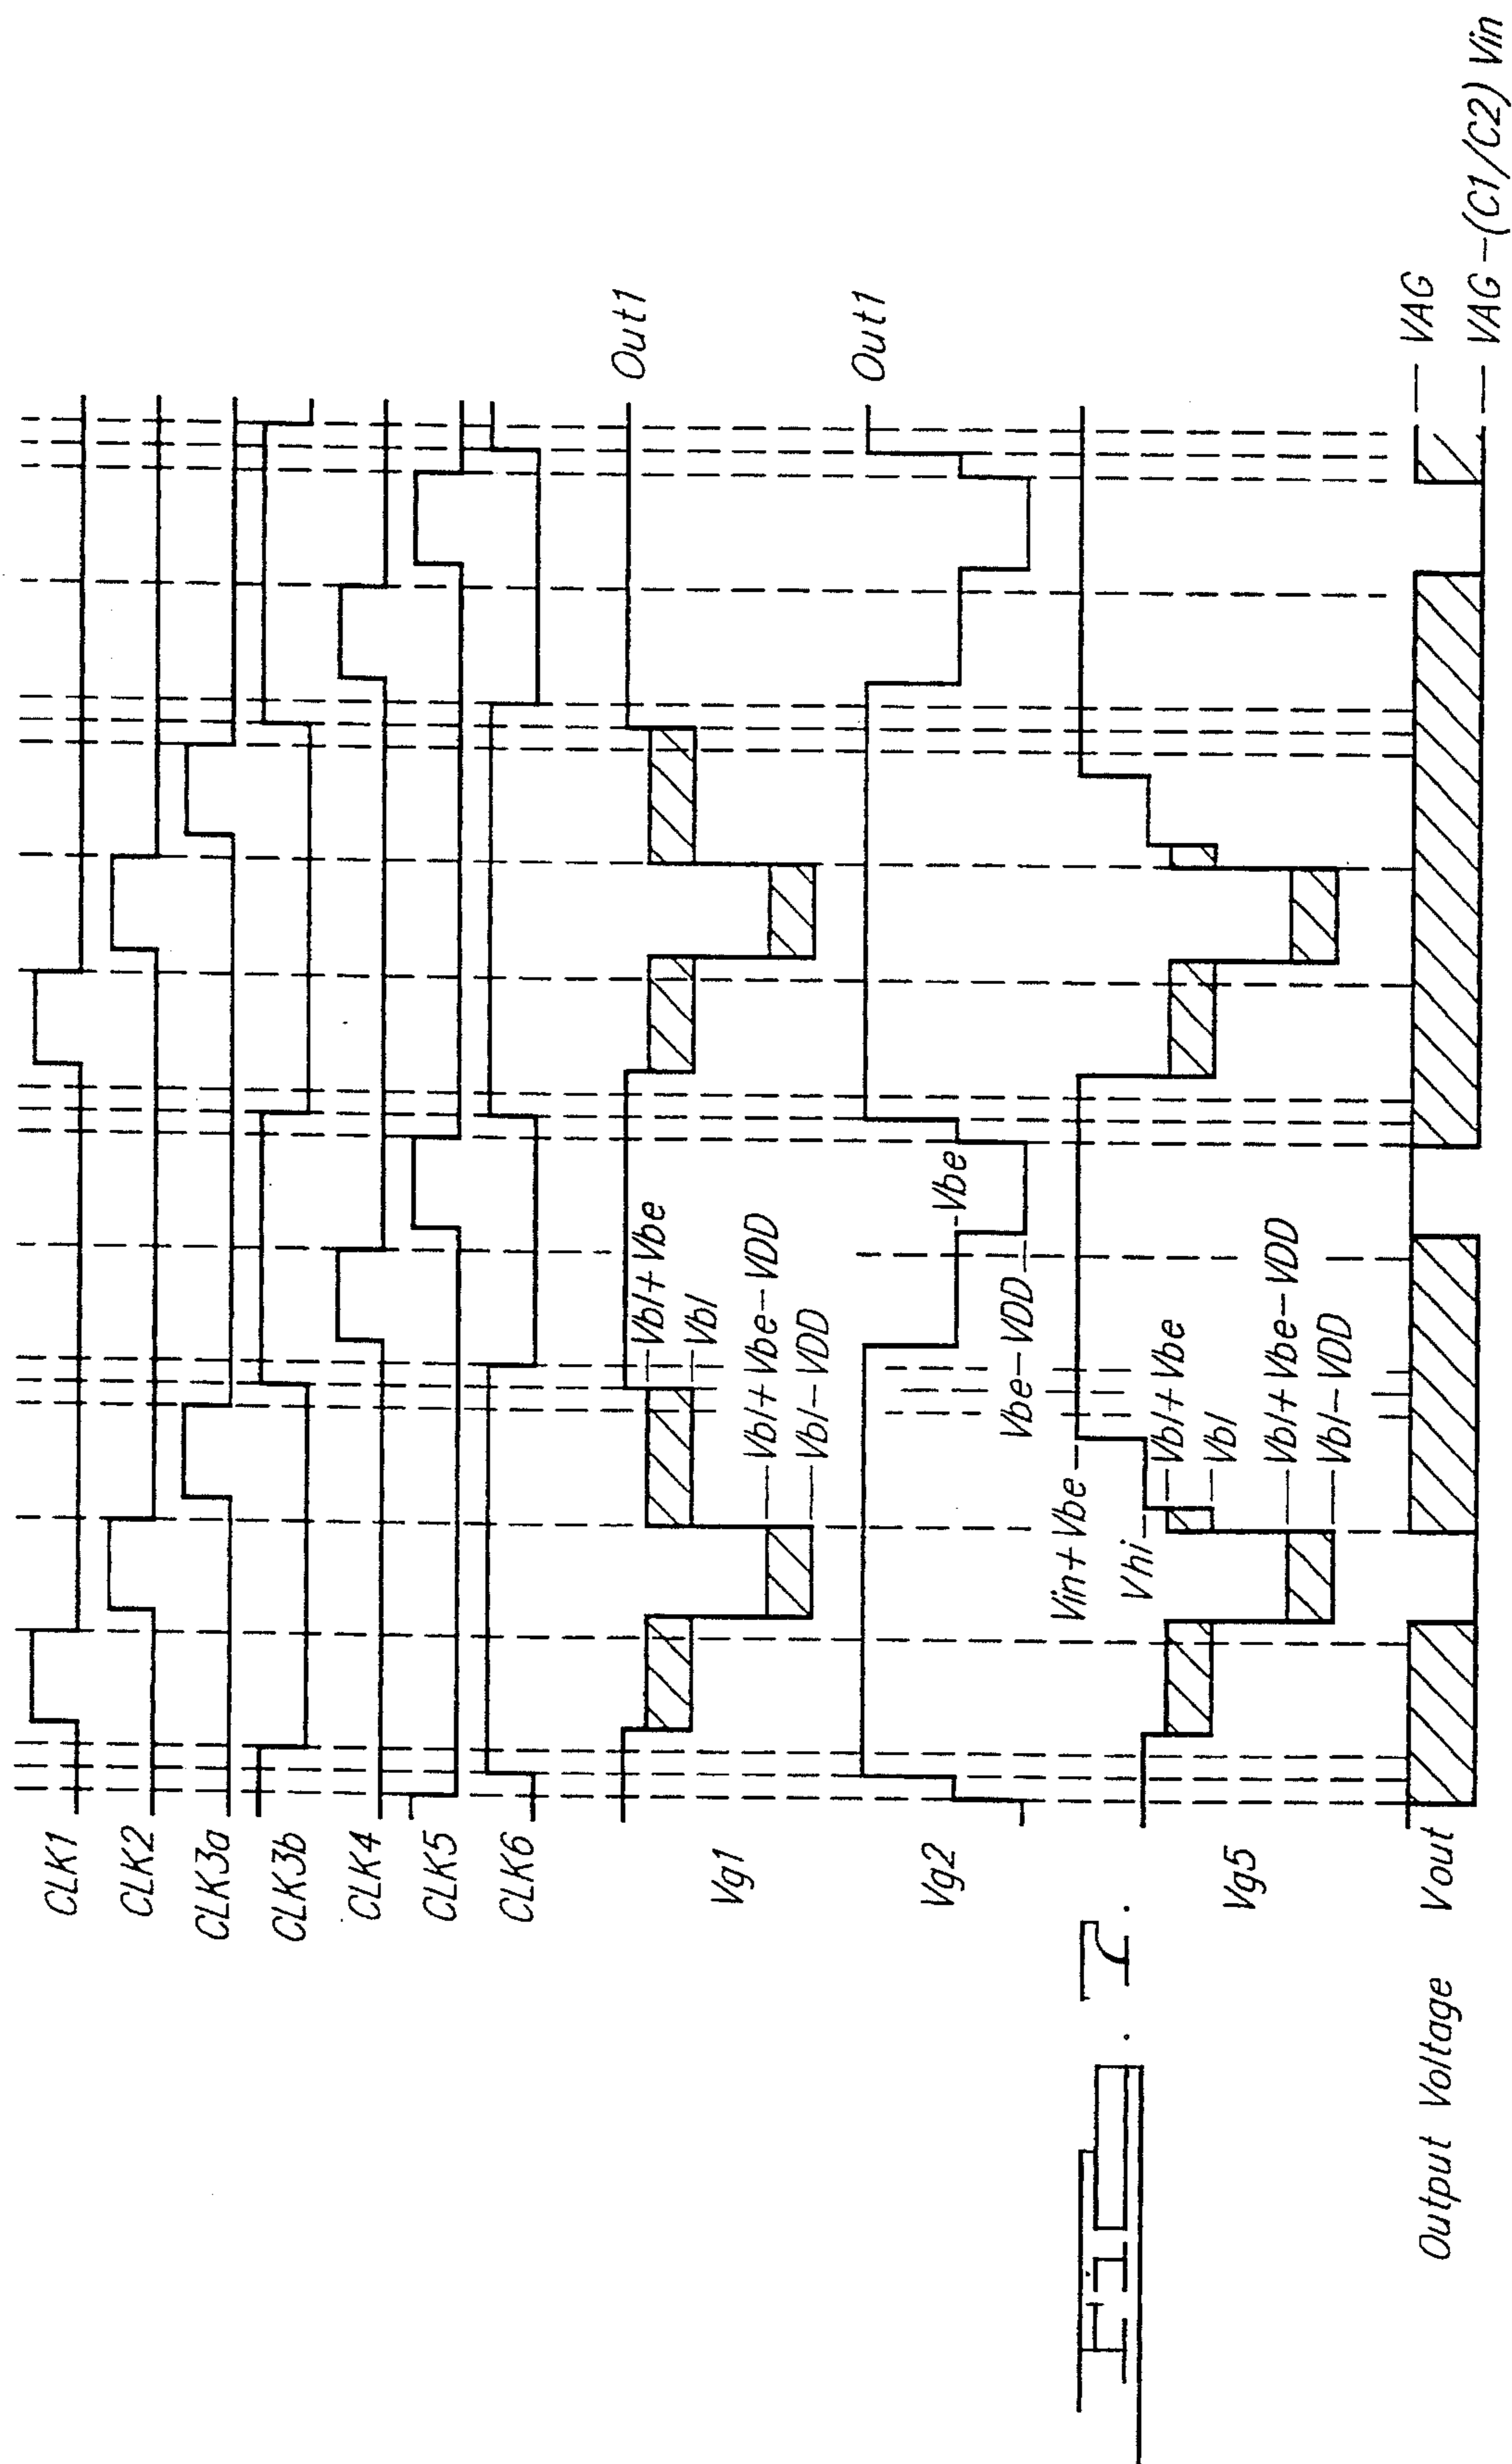 CLK1
CLK2
CLK3a
CLK3b
CLK4
CLK5
CLK6
Out1
Vbl+Vbe
Vbl
Vg1
Vbl+Vbe-VDD
Vbl-VDD
Out1
Vg2
Vbe
Vbe-VDD
Vin+Vbe
Vhi
Vbl+Vbe
Vbl
Vg5
Vbl+Vbe-VDD
Vbl-VDD
VAG
Output Voltage Vout
VAG-(C1/C2) Vin
Fig. 7.